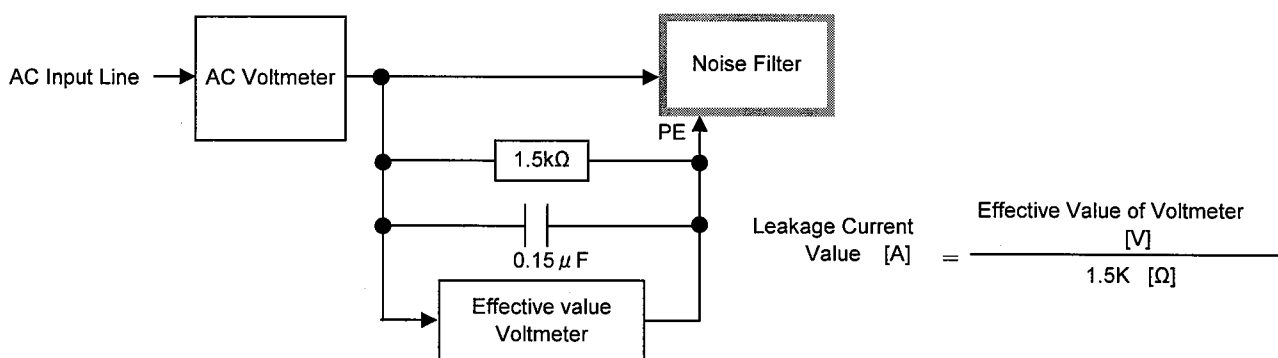 AC Input Line
AC Voltmeter
Noise Filter
PE
1.5kΩ
0.15μF
Effective value
Voltmeter
Leakage Current
Value [A]
=
Effective Value of Voltmeter
[V]
1.5K [Ω]